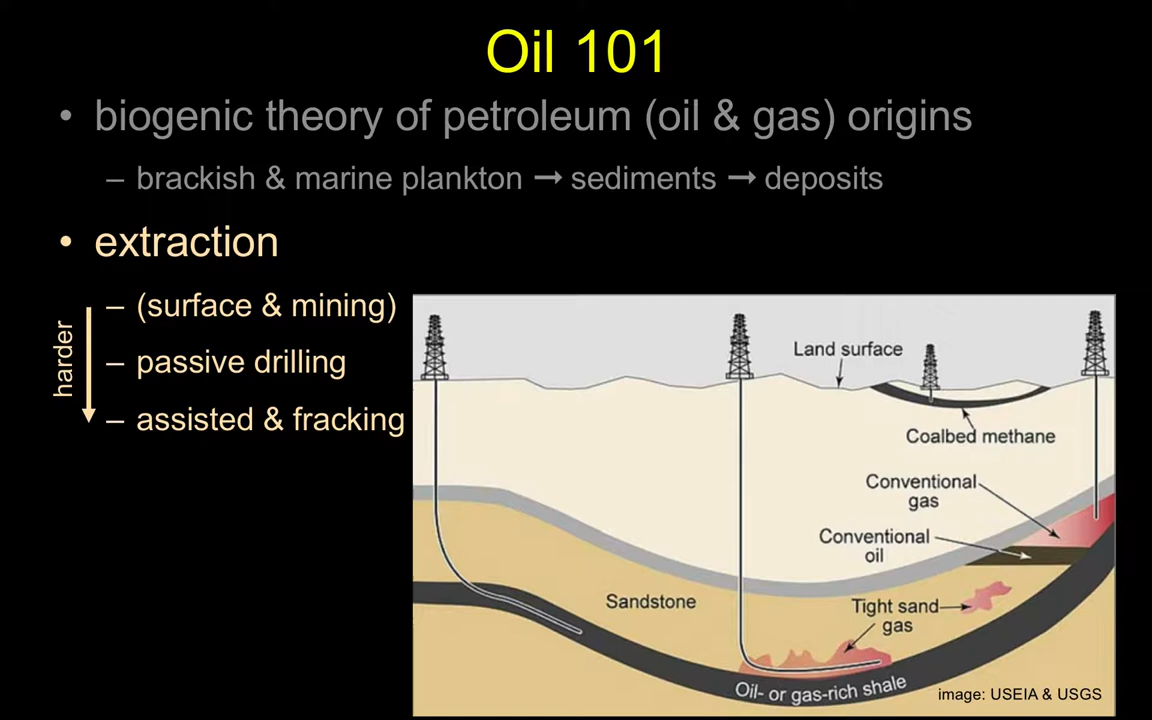 Oil 101
• biogenic theory of petroleum (oil & gas) origins
– brackish & marine plankton ➞ sediments ➞ deposits
• extraction
– (surface & mining)
– passive drilling
– assisted & fracking
harder
Land surface
Coalbed methane
Conventional
gas
Conventional
oil
Sandstone
Tight sand
gas
Oil- or gas-rich shale
image: USEIA & USGS